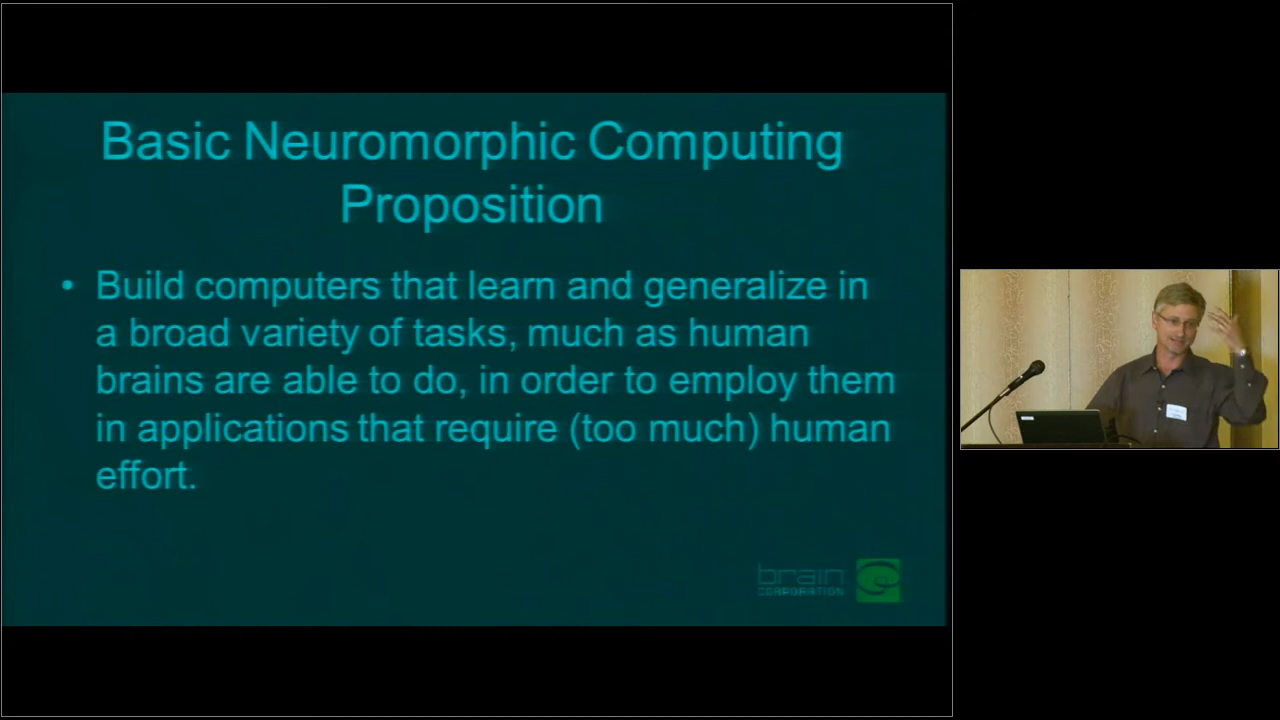 Basic Neuromorphic Computing
Proposition
• Build computers that learn and generalize in
a broad variety of tasks, much as human
brains are able to do, in order to employ them
in applications that require (too much) human
effort.
brain
CORPORATION